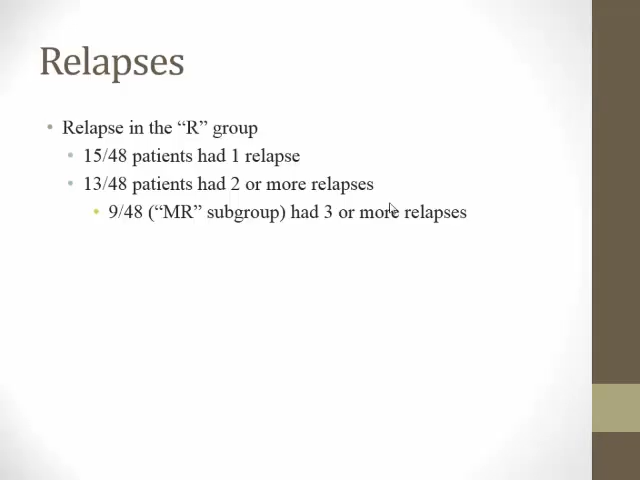 Relapses
• Relapse in the “R” group
• 15/48 patients had 1 relapse
• 13/48 patients had 2 or more relapses
• 9/48 (“MR” subgroup) had 3 or more relapses